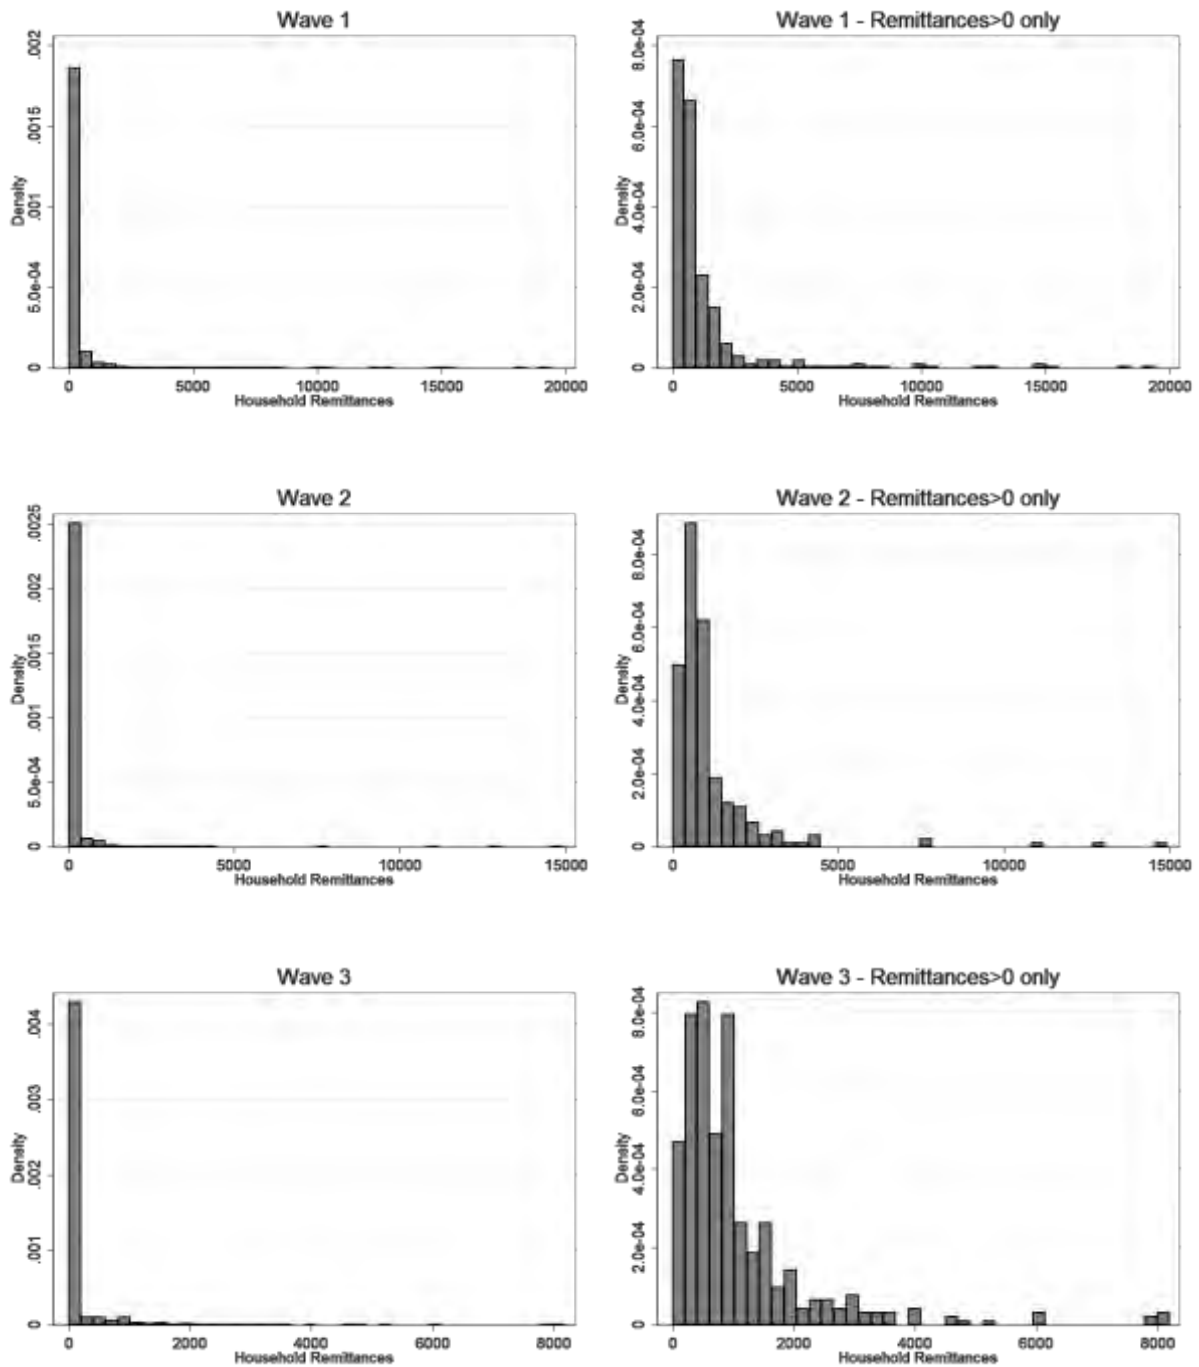 Wave 1
Density
.002
.0015
.001
5.0e-04
0
0 5000 10000 15000 20000
Household Remittances
Wave 1 - Remittances>0 only
Density
8.0e-04
6.0e-04
4.0e-04
2.0e-04
0
0 5000 10000 15000 20000
Household Remittances
Wave 2
Density
.0025
.002
.0015
.001
5.0e-04
0
0 5000 10000 15000
Household Remittances
Wave 2 - Remittances>0 only
Density
8.0e-04
6.0e-04
4.0e-04
2.0e-04
0
0 5000 10000 15000
Household Remittances
Wave 3
Density
.004
.003
.002
.001
0
0 2000 4000 6000 8000
Household Remittances
Wave 3 - Remittances>0 only
Density
8.0e-04
6.0e-04
4.0e-04
2.0e-04
0
0 2000 4000 6000 8000
Household Remittances